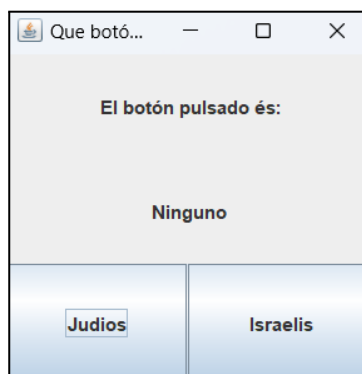 Que botó...
El botón pulsado és:
Ninguno
Judios
Israelis